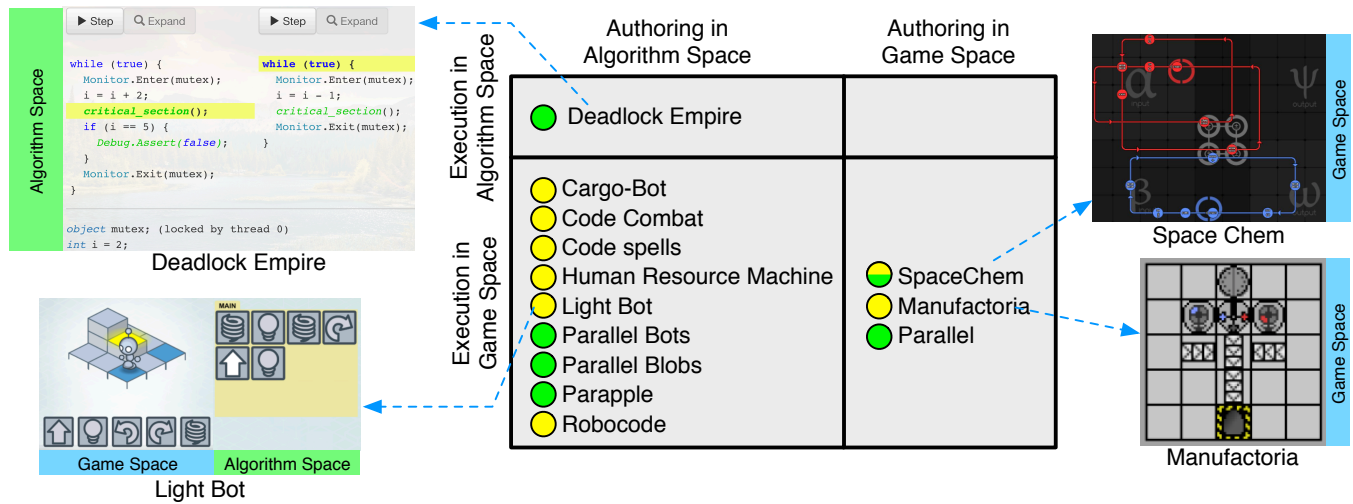 Step
Expand
Step
Expand
Algorithm Space
while (true) {
Monitor.Enter(mutex);
i = i + 2;
critical_section();
if (i == 5) {
Debug.Assert(false);
}
Monitor.Exit(mutex);
}
while (true) {
Monitor.Enter(mutex);
i = i - 1;
critical_section();
Monitor.Exit(mutex);
}
object mutex; (locked by thread 0)
int i = 2;
Deadlock Empire
MAIN
Game Space
Algorithm Space
Light Bot
Authoring in
Algorithm Space
Authoring in
Game Space
Execution in
Algorithm Space
Deadlock Empire
Execution in
Game Space
Cargo-Bot
Code Combat
Code spells
Human Resource Machine
Light Bot
Parallel Bots
Parallel Blobs
Parapple
Robocode
SpaceChem
Manufactoria
Parallel
α
input
ψ
output
β
ω
output
Game Space
Space Chem
Game Space
Manufactoria